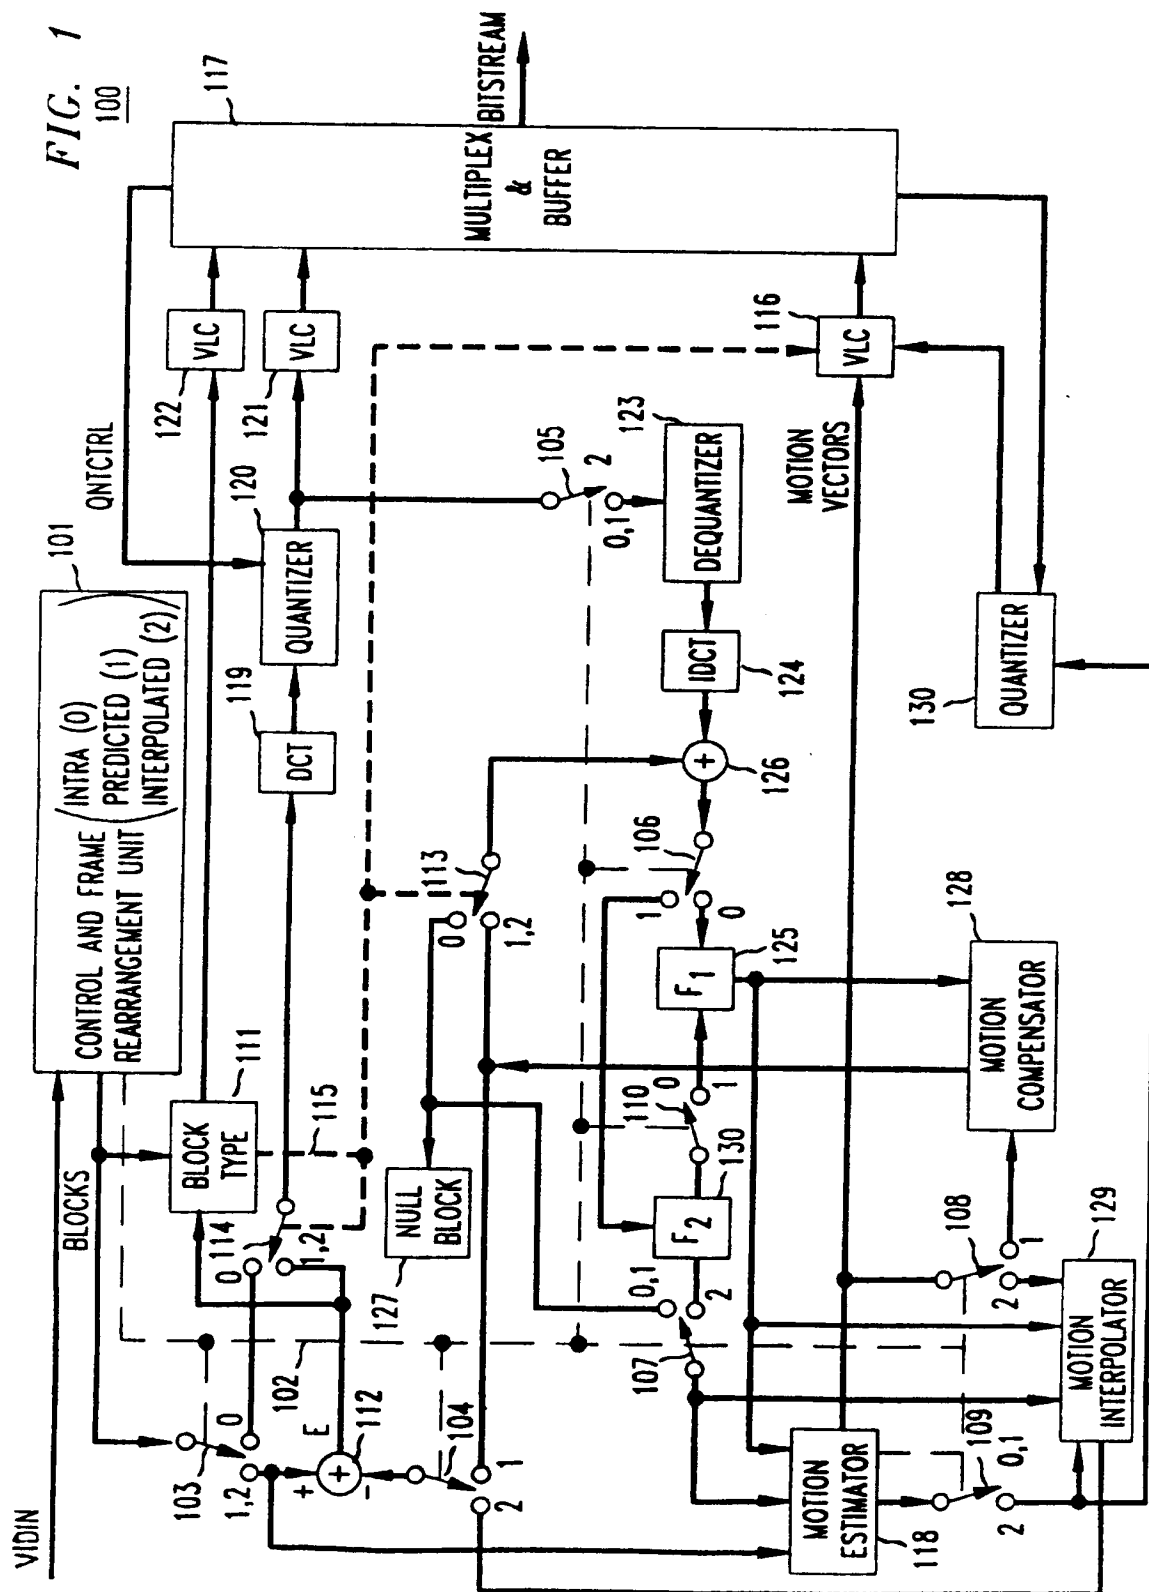 FIG. 1
100
VIDIN
101
CONTROL AND FRAME
REARRANGEMENT UNIT
INTRA (0)
PREDICTED (1)
INTERPOLATED (2)
QNTCTRL
117
MULTIPLEX
&
BUFFER
BITSTREAM
BLOCKS
111
BLOCK
TYPE
115
122
VLC
121
VLC
120
QUANTIZER
119
DCT
114
0
1,2
103
0
1,2
102
E
112
+
+
-
104
1
2
127
NULL
BLOCK
113
0
1,2
105
2
0,1
123
DEQUANTIZER
IDCT
124
+
126
106
1
0
125
F1
110
0
1
130
F2
0,1
2
107
116
VLC
MOTION
VECTORS
130
QUANTIZER
128
MOTION
COMPENSATOR
108
1
2
129
MOTION
INTERPOLATOR
MOTION
ESTIMATOR
118
109
0,1
2